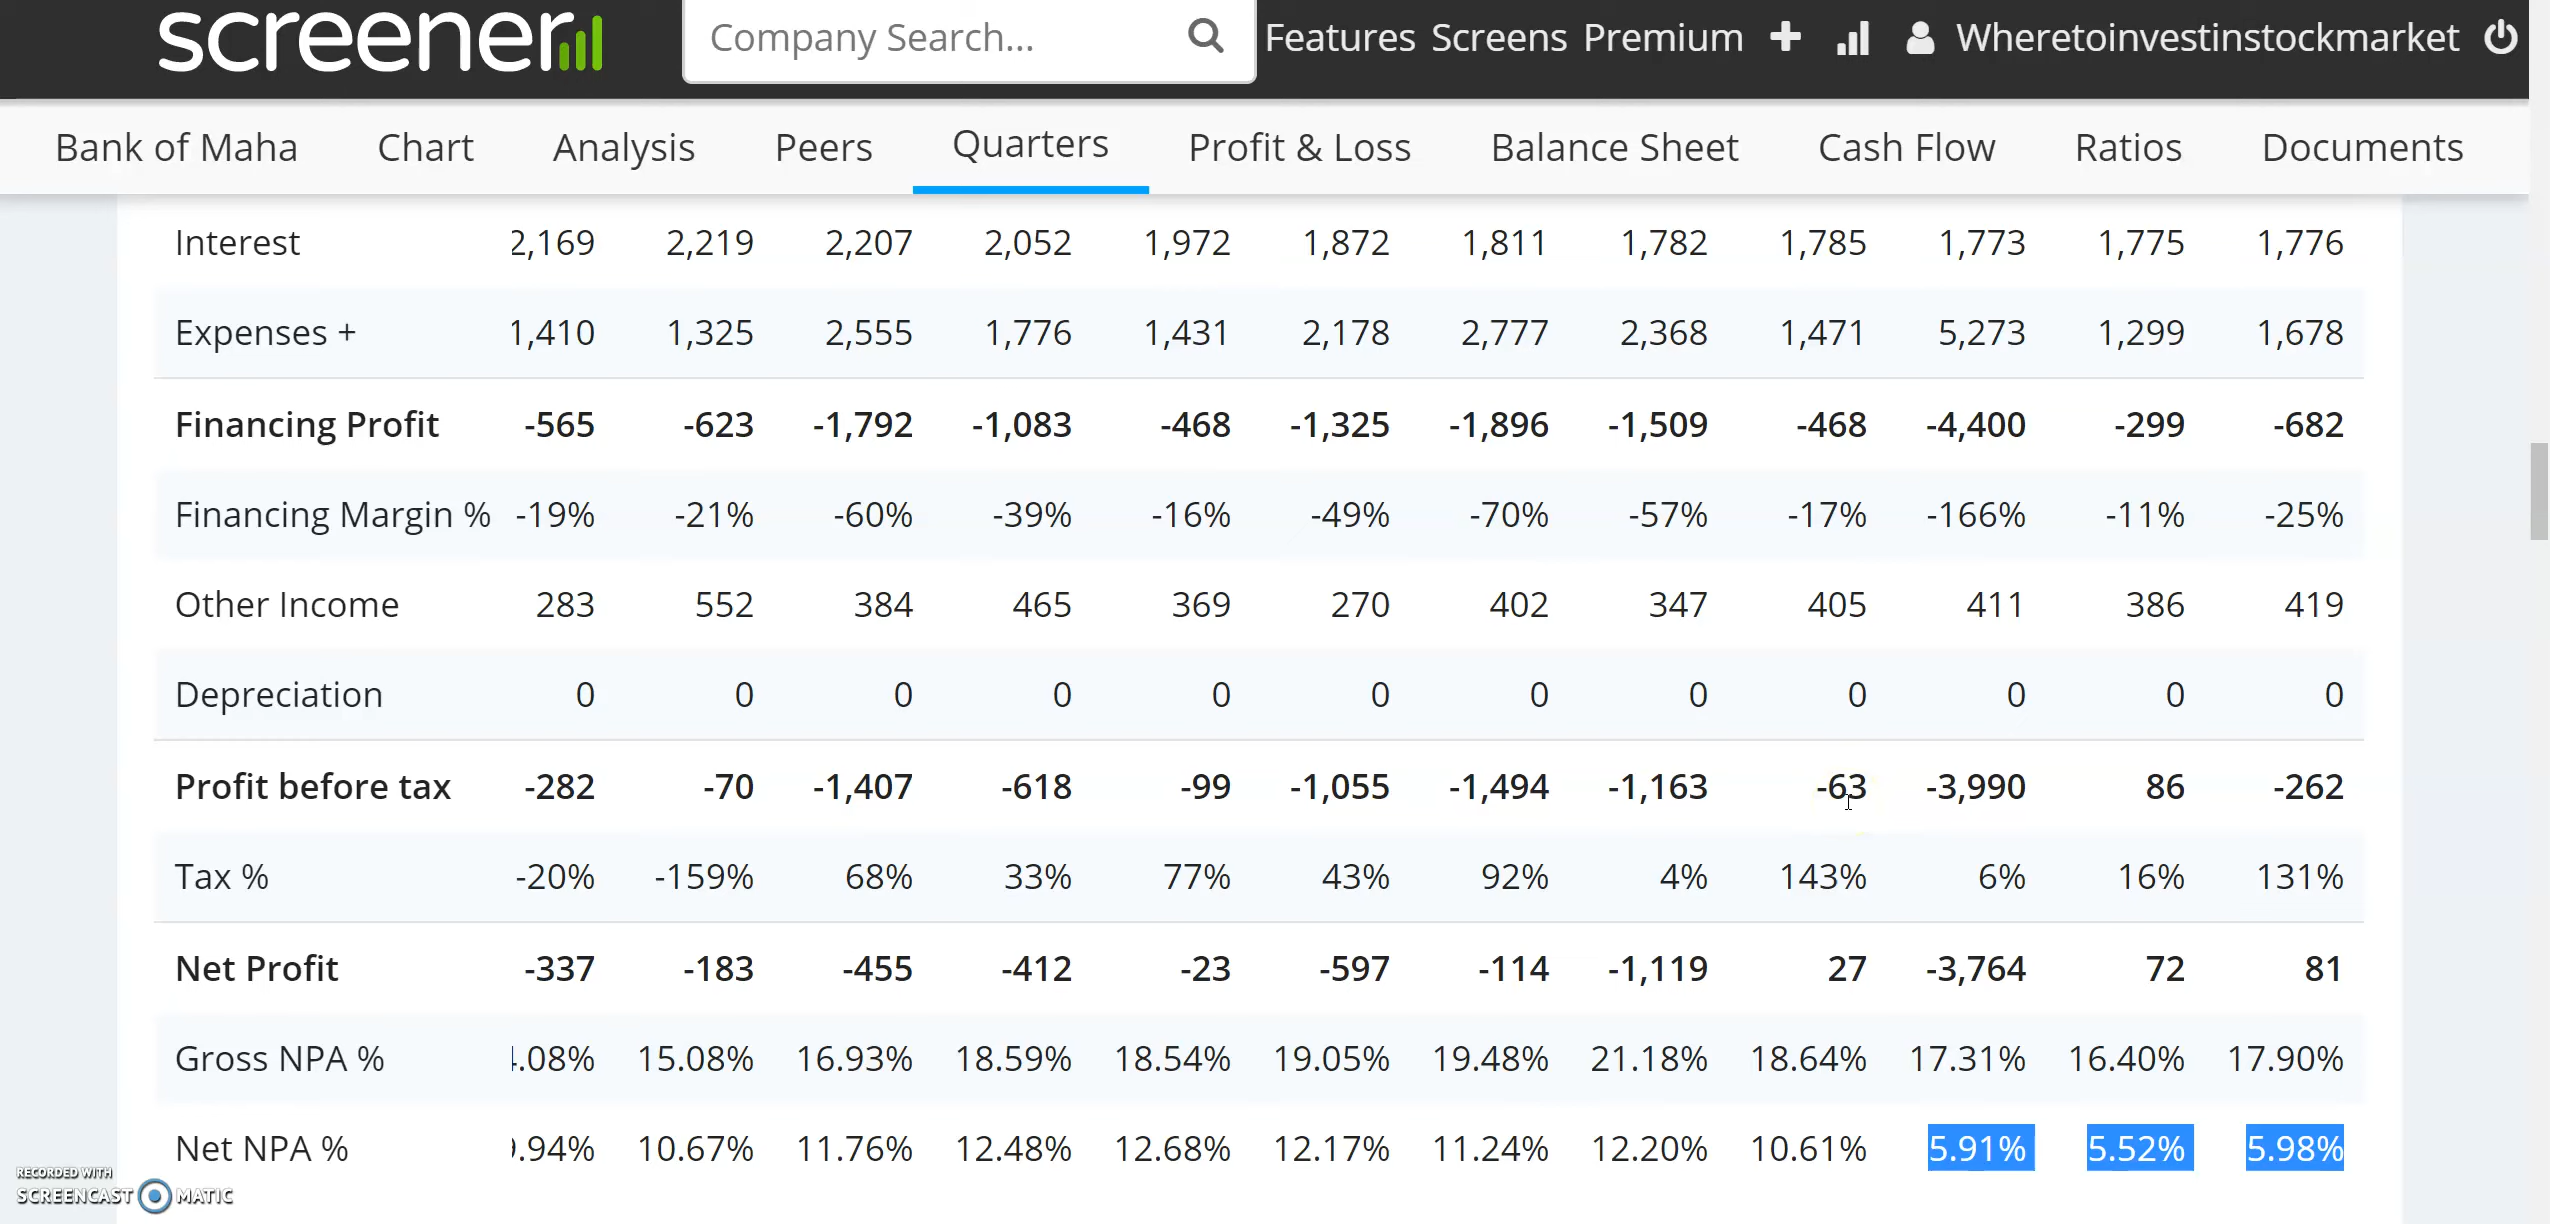 screener Company Search... Features Screens Premium Wheretoinvestinstockmarket
Bank of Maha Chart Analysis Peers Quarters Profit & Loss Balance Sheet Cash Flow Ratios Documents
Interest 2,169 2,219 2,207 2,052 1,972 1,872 1,811 1,782 1,785 1,773 1,775 1,776
Expenses + 1,410 1,325 2,555 1,776 1,431 2,178 2,777 2,368 1,471 5,273 1,299 1,678
Financing Profit -565 -623 -1,792 -1,083 -468 -1,325 -1,896 -1,509 -468 -4,400 -299 -682
Financing Margin % -19% -21% -60% -39% -16% -49% -70% -57% -17% -166% -11% -25%
Other Income 283 552 384 465 369 270 402 347 405 411 386 419
Depreciation 0 0 0 0 0 0 0 0 0 0 0 0
Profit before tax -282 -70 -1,407 -618 -99 -1,055 -1,494 -1,163 -63 -3,990 86 -262
Tax % -20% -159% 68% 33% 77% 43% 92% 4% 143% 6% 16% 131%
Net Profit -337 -183 -455 -412 -23 -597 -114 -1,119 27 -3,764 72 81
Gross NPA % .08% 15.08% 16.93% 18.59% 18.54% 19.05% 19.48% 21.18% 18.64% 17.31% 16.40% 17.90%
Net NPA % .94% 10.67% 11.76% 12.48% 12.68% 12.17% 11.24% 12.20% 10.61% 5.91% 5.52% 5.98%
RECORDED WITH
SCREENCAST MATIC